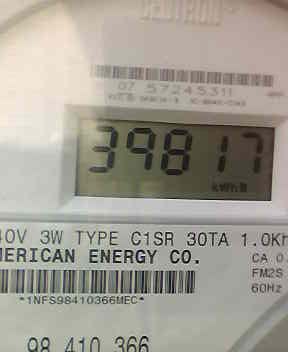 07 57245311
39817
kWh
40V 3W TYPE C1SR 30TA 1.0Kh
MERICAN ENERGY CO.
CA 0.
FM2S
60Hz
*1NFS98410366MEC*
98 410 366